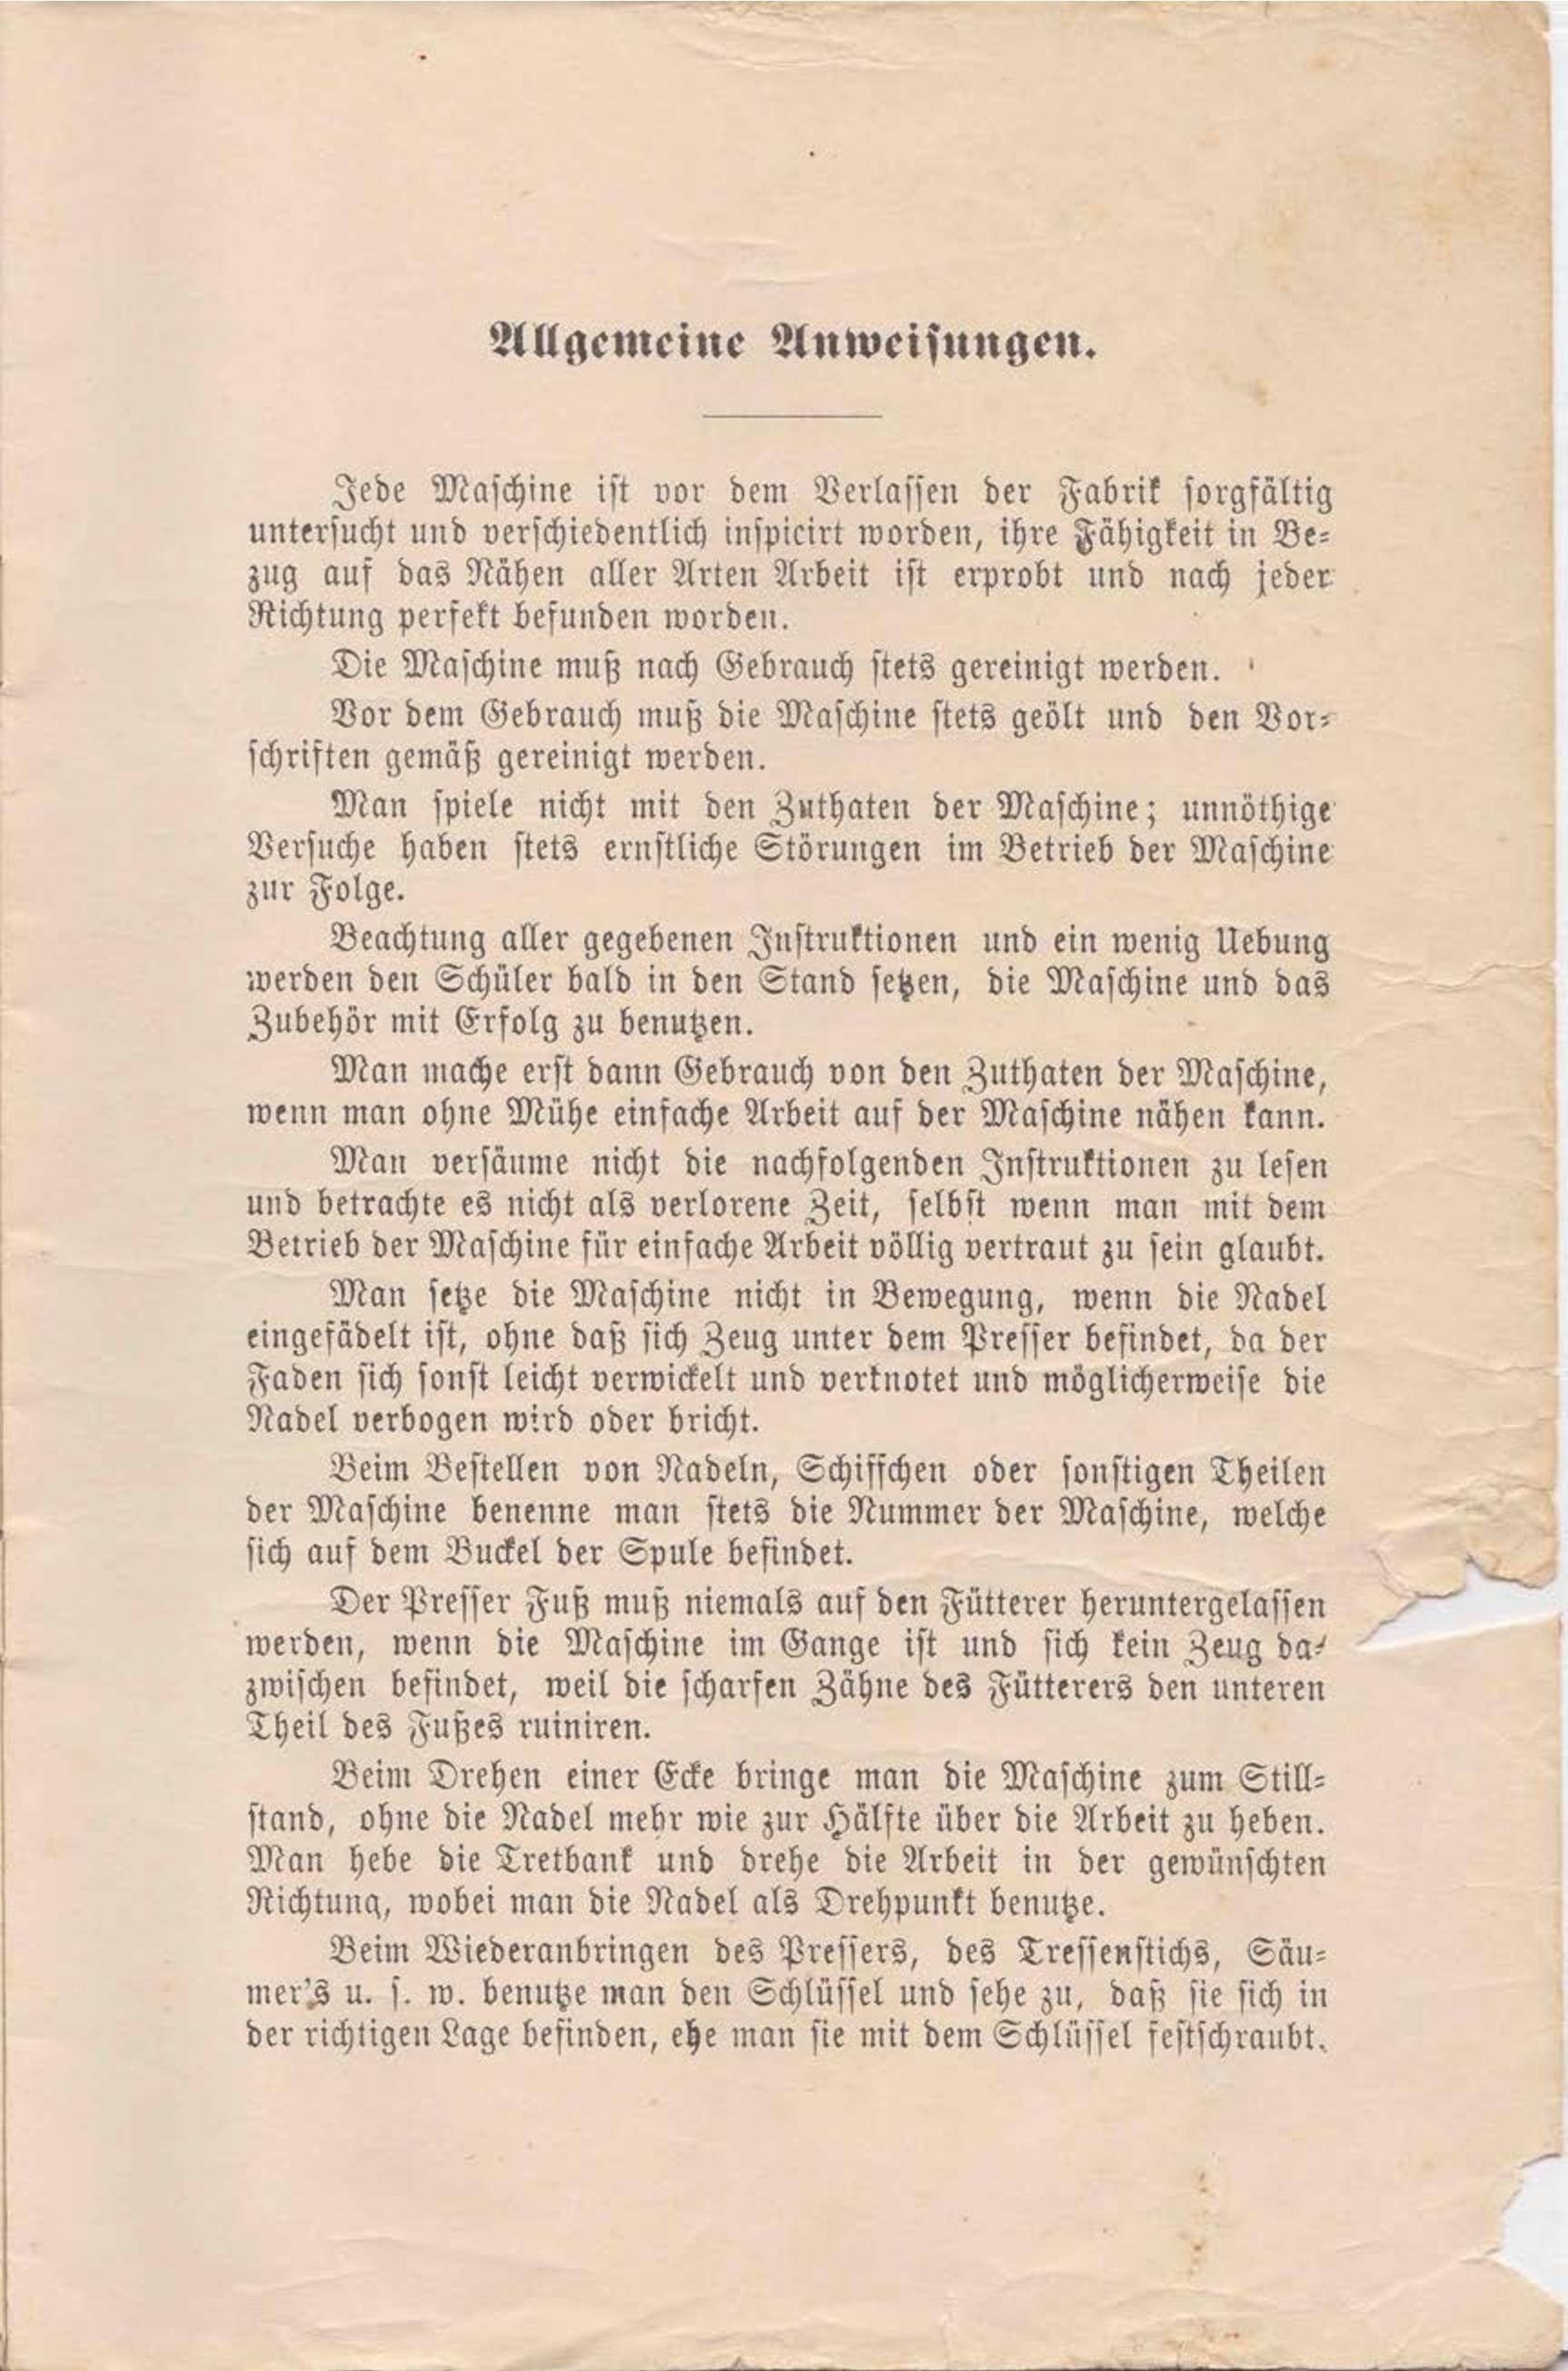 Allgemeine Anweisungen.
Jede Maschine ist vor dem Verlassen der Fabrik sorgfältig
untersucht und verschiedentlich inspicirt worden, ihre Fähigkeit in Be-
zug auf das Nähen aller Arten Arbeit ist erprobt und nach jeder
Richtung perfekt befunden worden.
Die Maschine muß nach Gebrauch stets gereinigt werden.
Vor dem Gebrauch muß die Maschine stets geölt und den Vor-
schriften gemäß gereinigt werden.
Man spiele nicht mit den Zuthaten der Maschine; unnöthige
Versuche haben stets ernstliche Störungen im Betrieb der Maschine
zur Folge.
Beachtung aller gegebenen Instruktionen und ein wenig Uebung
werden den Schüler bald in den Stand setzen, die Maschine und das
Zubehör mit Erfolg zu benutzen.
Man mache erst dann Gebrauch von den Zuthaten der Maschine,
wenn man ohne Mühe einfache Arbeit auf der Maschine nähen kann.
Man versäume nicht die nachfolgenden Instruktionen zu lesen
und betrachte es nicht als verlorene Zeit, selbst wenn man mit dem
Betrieb der Maschine für einfache Arbeit völlig vertraut zu sein glaubt.
Man setze die Maschine nicht in Bewegung, wenn die Nadel
eingefädelt ist, ohne daß sich Zeug unter dem Presser befindet, da der
Faden sich sonst leicht verwickelt und verknotet und möglicherweise die
Nadel verbogen wird oder bricht.
Beim Bestellen von Nadeln, Schiffchen oder sonstigen Theilen
der Maschine benenne man stets die Nummer der Maschine, welche
sich auf dem Buckel der Spule befindet.
Der Presser Fuß muß niemals auf den Fütterer heruntergelassen
werden, wenn die Maschine im Gange ist und sich kein Zeug da-
zwischen befindet, weil die scharfen Zähne des Fütterers den unteren
Theil des Fußes ruiniren.
Beim Drehen einer Ecke bringe man die Maschine zum Still-
stand, ohne die Nadel mehr wie zur Hälfte über die Arbeit zu heben.
Man hebe die Tretbank und drehe die Arbeit in der gewünschten
Richtung, wobei man die Nadel als Drehpunkt benutze.
Beim Wiederanbringen des Pressers, des Tressenstichs, Säu-
mer's u. s. w. benutze man den Schlüssel und sehe zu, daß sie sich in
der richtigen Lage befinden, ehe man sie mit dem Schlüssel festschraubt.